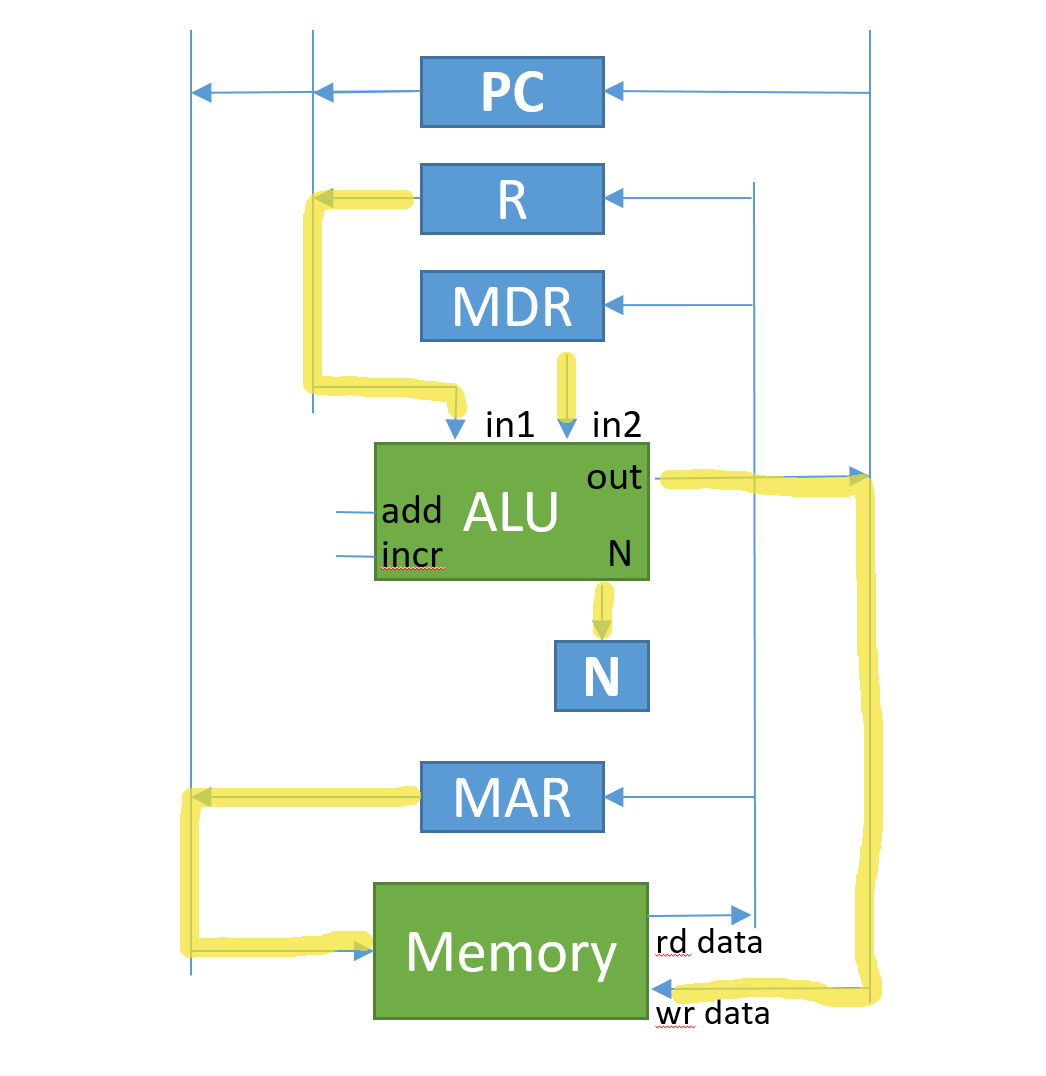 PC
R
MDR
in1
in2
out
add
ALU
incr
N
N
MAR
Memory
rd data
wr data